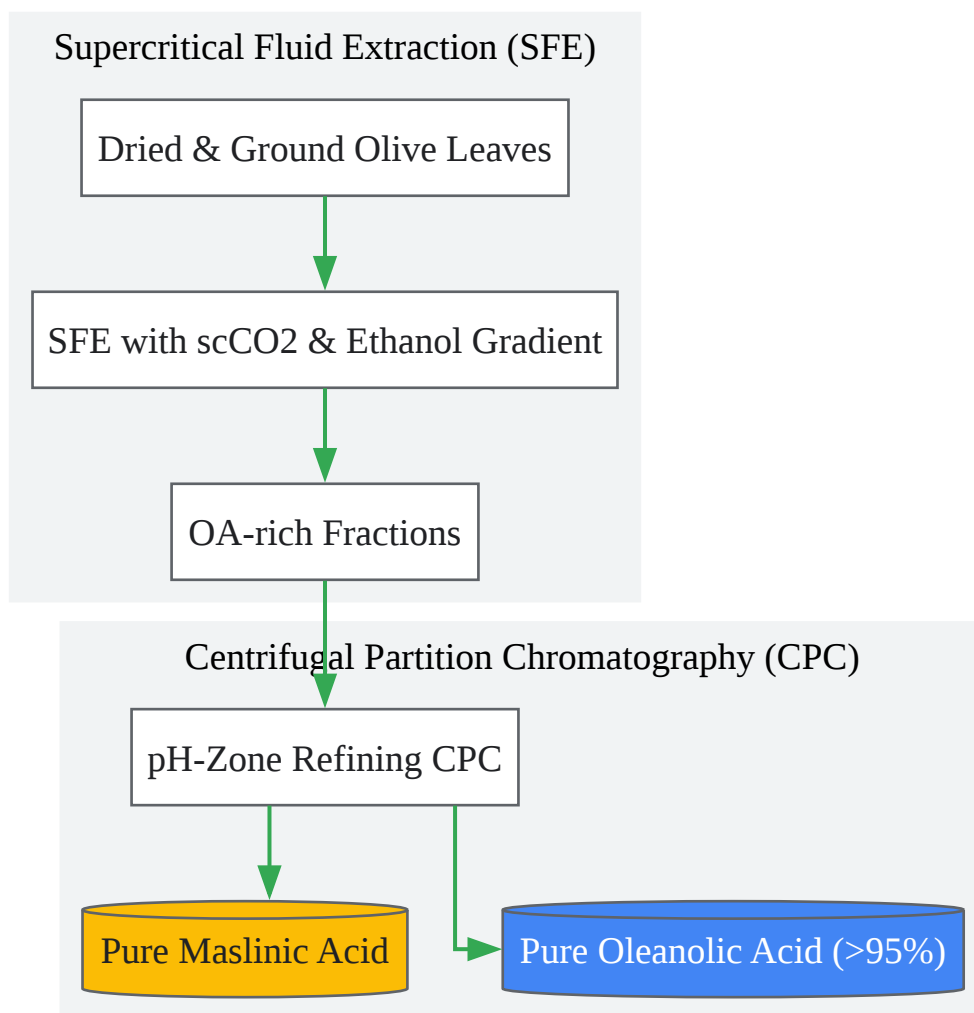 Supercritical Fluid Extraction (SFE)
Dried & Ground Olive Leaves
SFE with scCO2 & Ethanol Gradient
OA-rich Fractions
Centrifugal Partition Chromatography (CPC)
pH-Zone Refining CPC
Pure Maslinic Acid
Pure Oleanolic Acid (>95%)